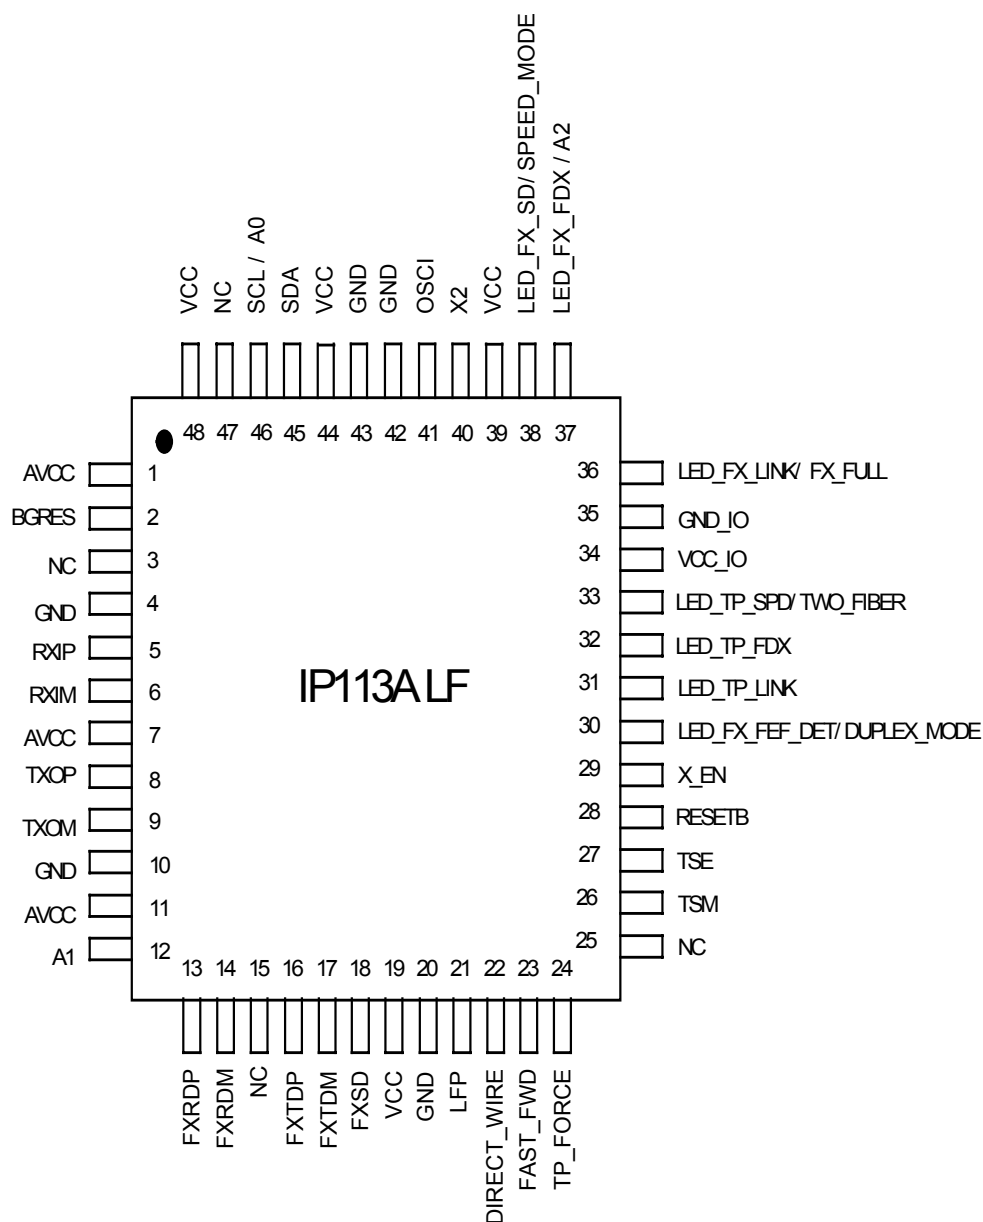 LED_FX_SD/ SPEED_MODE
LED_FX_FDX / A2
VCC
NC
SCL / A0
SDA
VCC
GND
GND
OSCI
X2
VCC
48 47 46 45 44 43 42 41 40 39 38 37
AVCC 1
BGRES 2
NC 3
GND 4
RXIP 5
RXIM 6
AVCC 7
TXOP 8
TXOM 9
GND 10
AVCC 11
A1 12
IP113A LF
36 LED_FX_LINK/ FX_FULL
35 GND_IO
34 VCC_IO
33 LED_TP_SPD/ TWO_FIBER
32 LED_TP_FDX
31 LED_TP_LINK
30 LED_FX_FEF_DET/ DUPLEX_MODE
29 X_EN
28 RESETB
27 TSE
26 TSM
25 NC
13 14 15 16 17 18 19 20 21 22 23 24
FXRDP
FXRDM
NC
FXTDP
FXTDM
FXSD
VCC
GND
LFP
DIRECT_WIRE
FAST_FWD
TP_FORCE